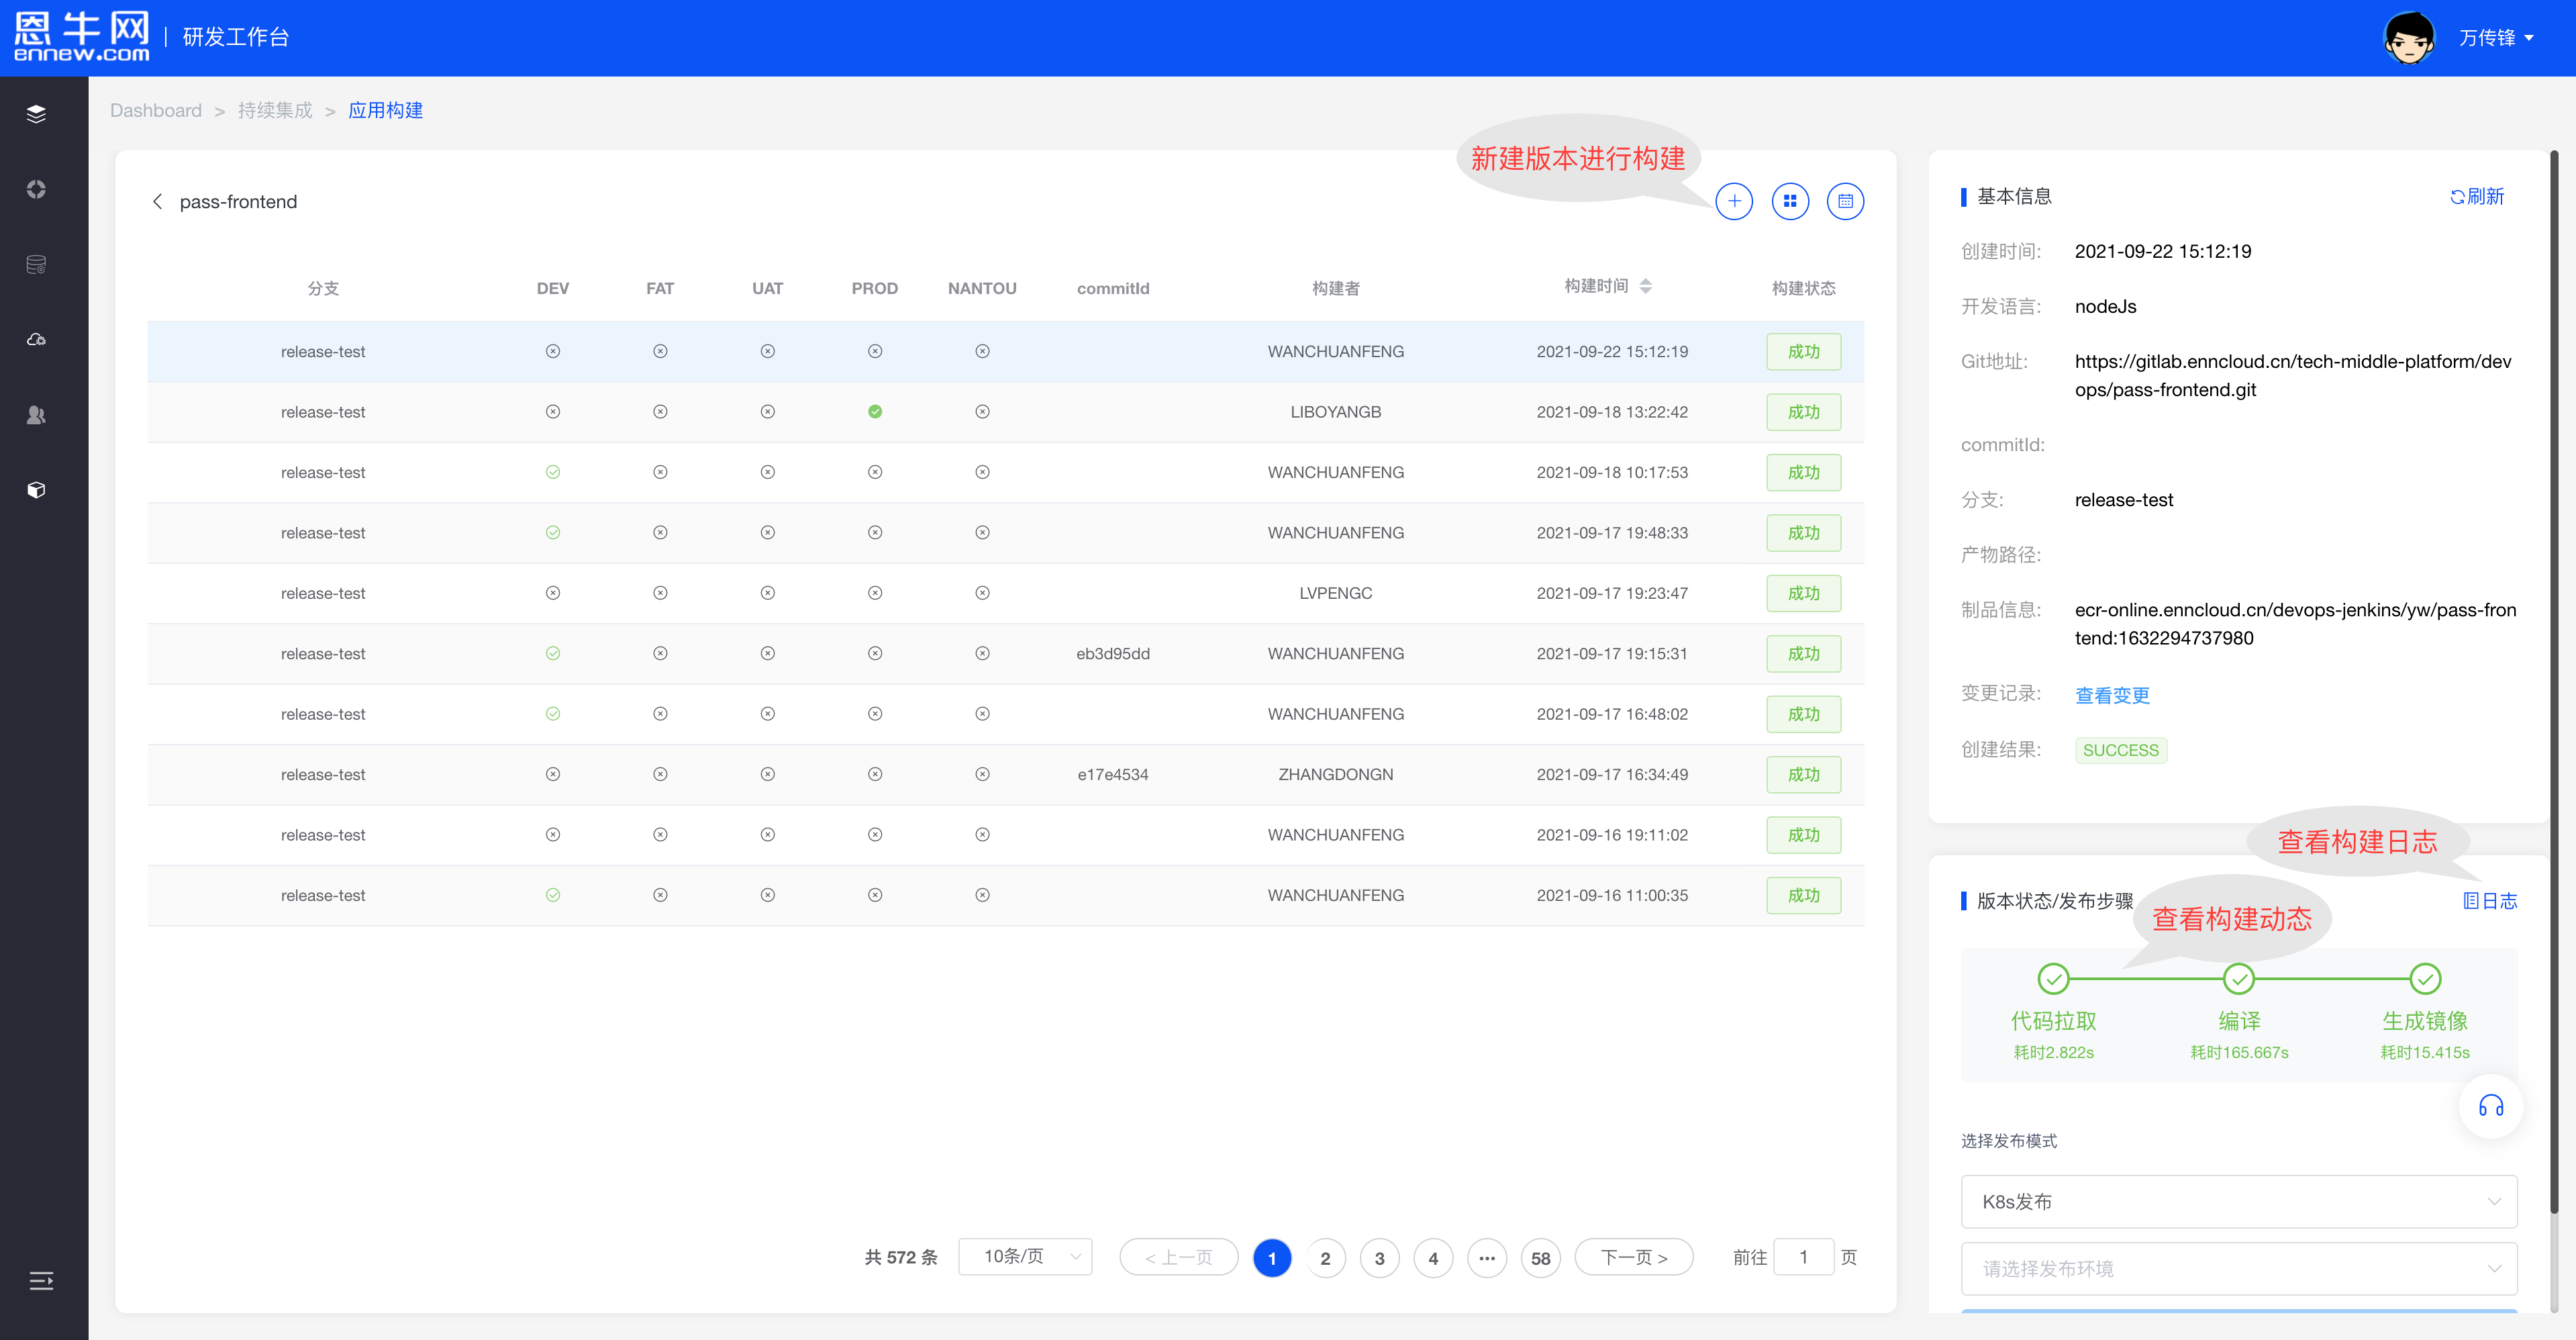 恩牛网
ennew.com
研发工作台
万传锋
Dashboard > 持续集成 > 应用构建
新建版本进行构建
pass-frontend
分支 DEV FAT UAT PROD NANTOU commitId 构建者 构建时间 构建状态
release-test WANCHUANFENG 2021-09-22 15:12:19 成功
release-test LIBOYANGB 2021-09-18 13:22:42 成功
release-test WANCHUANFENG 2021-09-18 10:17:53 成功
release-test WANCHUANFENG 2021-09-17 19:48:33 成功
release-test LVPENGC 2021-09-17 19:23:47 成功
release-test eb3d95dd WANCHUANFENG 2021-09-17 19:15:31 成功
release-test WANCHUANFENG 2021-09-17 16:48:02 成功
release-test e17e4534 ZHANGDONGN 2021-09-17 16:34:49 成功
release-test WANCHUANFENG 2021-09-16 19:11:02 成功
release-test WANCHUANFENG 2021-09-16 11:00:35 成功
共 572 条 10条/页 < 上一页 1 2 3 4 ··· 58 下一页 > 前往 1 页
基本信息 刷新
创建时间: 2021-09-22 15:12:19
开发语言: nodeJs
Git地址: https://gitlab.enncloud.cn/tech-middle-platform/dev
ops/pass-frontend.git
commitId:
分支: release-test
产物路径:
制品信息: ecr-online.enncloud.cn/devops-jenkins/yw/pass-fron
tend:1632294737980
变更记录: 查看变更
创建结果: SUCCESS
查看构建日志
版本状态/发布步骤 日志
查看构建动态
代码拉取 编译 生成镜像
耗时2.822s 耗时165.667s 耗时15.415s
选择发布模式
K8s发布
请选择发布环境